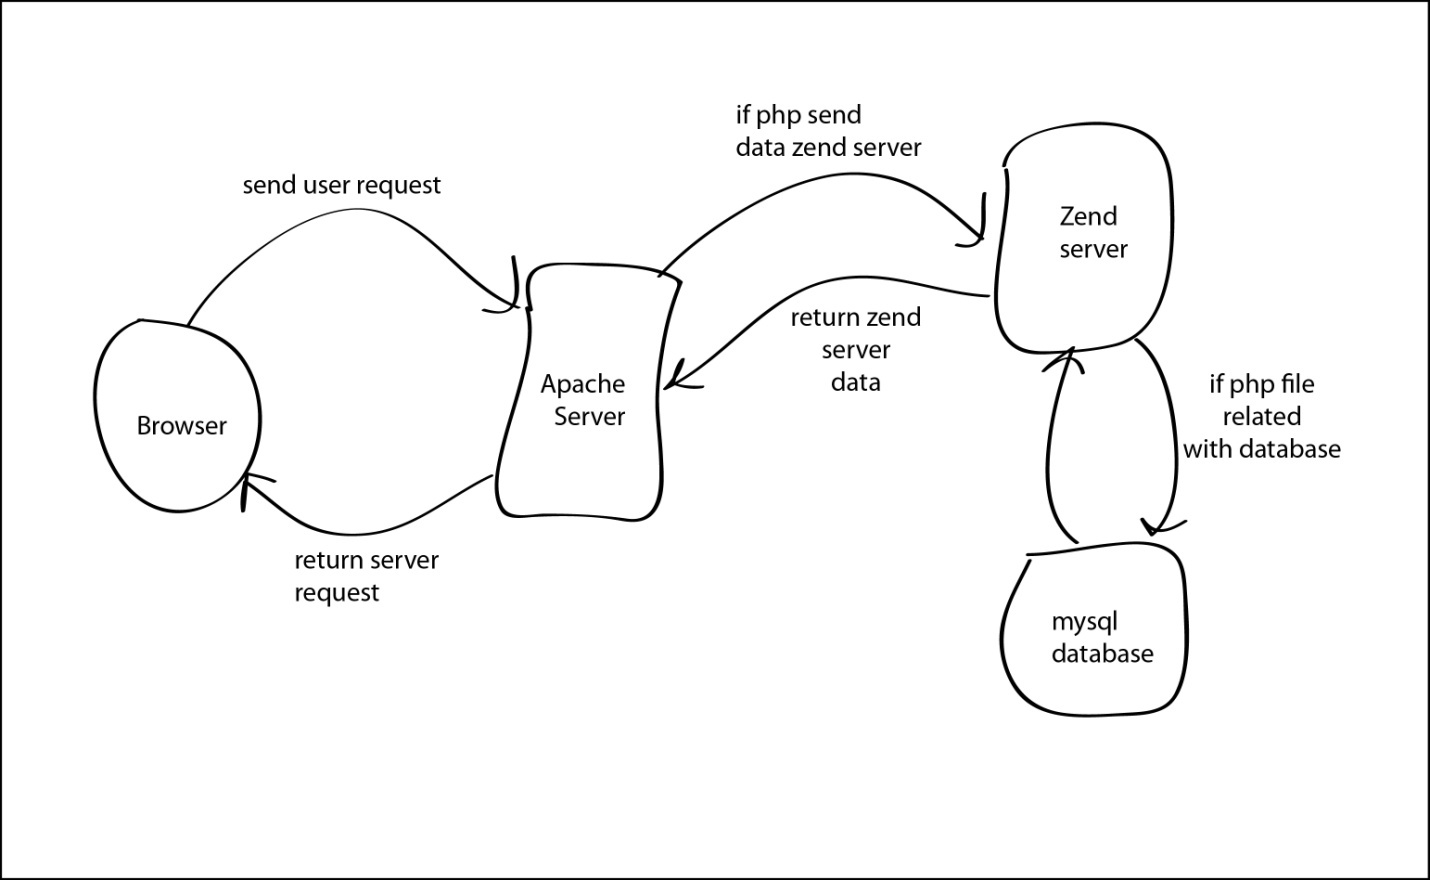 if php send
data zend server
send user request
Zend
server
return zend
server
data
Apache
Server
if php file
related
with database
Browser
return server
request
mysql
database